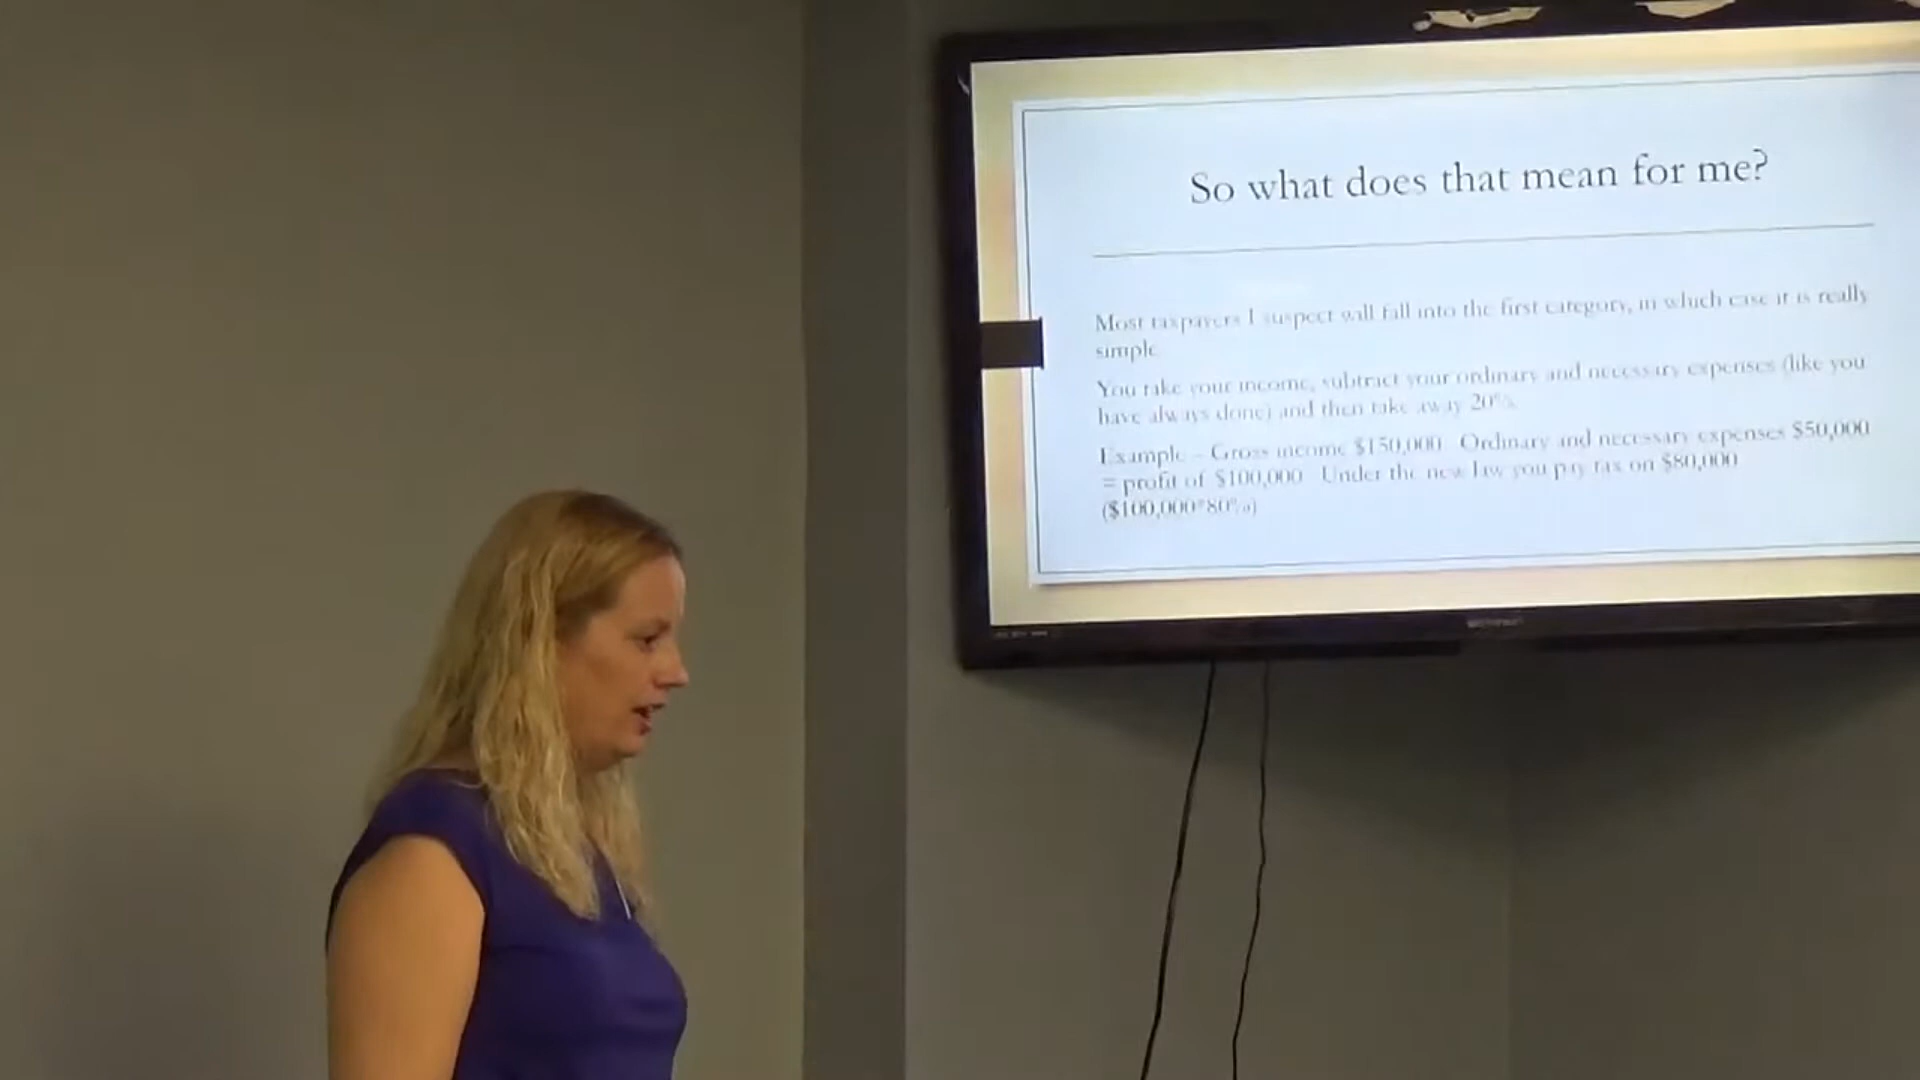 So what does that mean for me?
Most taxpayers I suspect will fall into the first category, in which case it is really
simple.
You take your income, subtract your ordinary and necessary expenses (like you
have always done) and then take away 20%.
Example – Gross income $150,000 Ordinary and necessary expenses $50,000
= profit of $100,000 Under the new law you pay tax on $80,000
($100,000*80%)